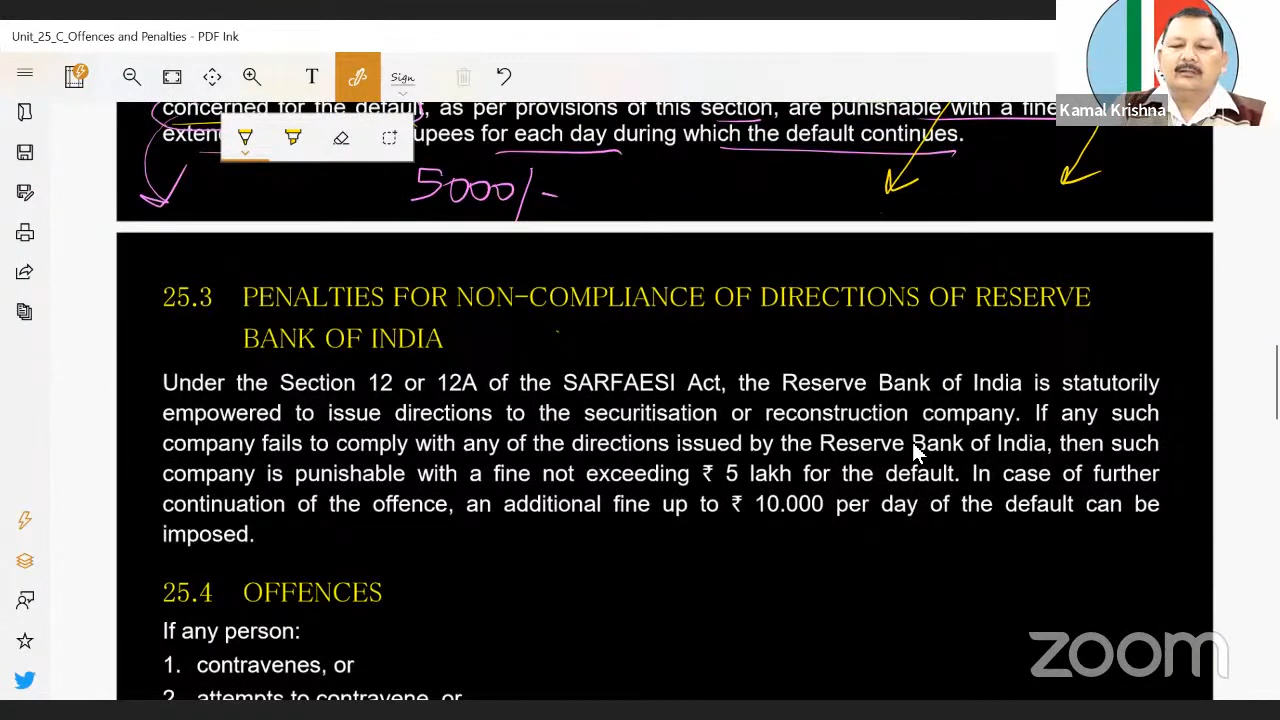 Unit_25_C_Offences and Penalties - PDF Ink
T
Sign
Kamal Krishna
concerned for the default, as per provisions of this section, are punishable with a fine
exten upees for each day during which the default continues.
5000/-
25.3 PENALTIES FOR NON-COMPLIANCE OF DIRECTIONS OF RESERVE
BANK OF INDIA
Under the Section 12 or 12A of the SARFAESI Act, the Reserve Bank of India is statutorily
empowered to issue directions to the securitisation or reconstruction company. If any such
company fails to comply with any of the directions issued by the Reserve Bank of India, then such
company is punishable with a fine not exceeding ₹ 5 lakh for the default. In case of further
continuation of the offence, an additional fine up to ₹ 10.000 per day of the default can be
imposed.
25.4 OFFENCES
If any person:
1. contravenes, or
2. attempts to contravene, or
zoom